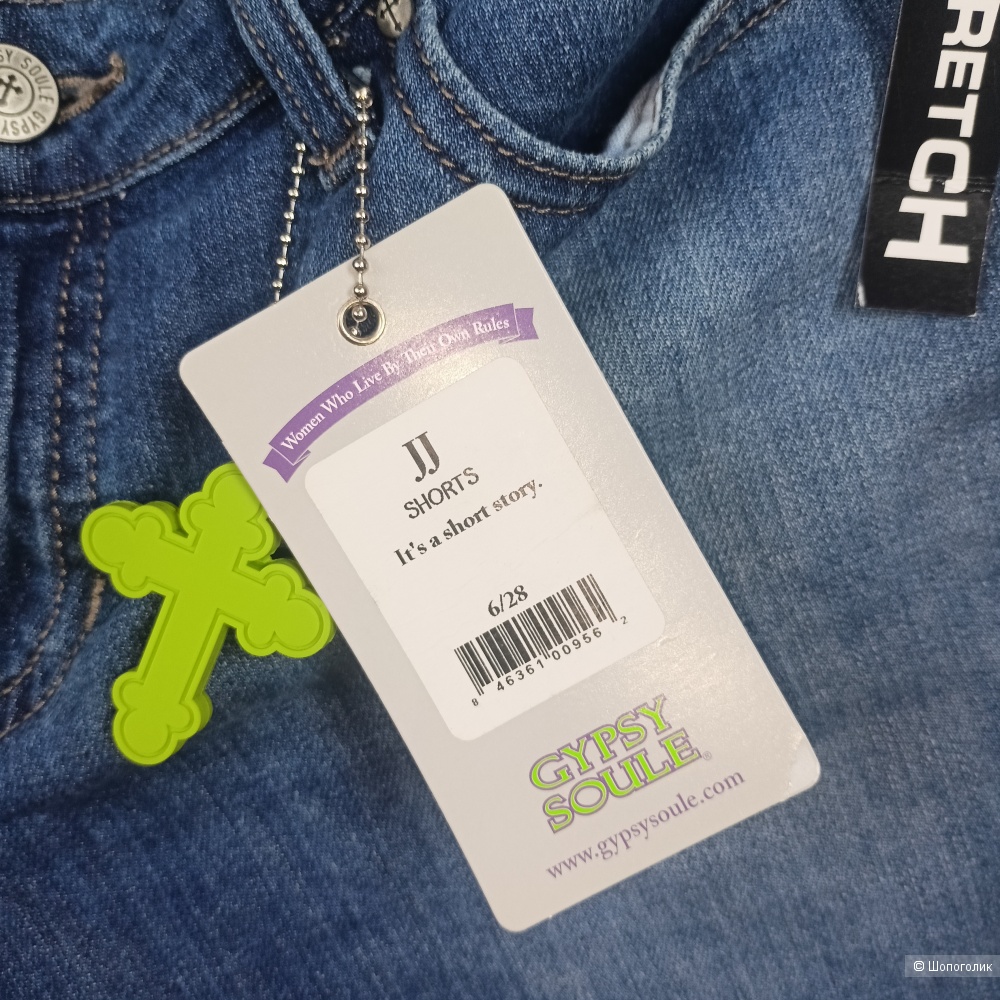 SY SOULE GYPSY
RETCH
Women Who Live By Their Own Rules
JJ
SHORTS
It's a short story.
6/28
8 46361 00956 2
GYPSY
SOULE®
www.gypsysoule.com
© Шопоголик